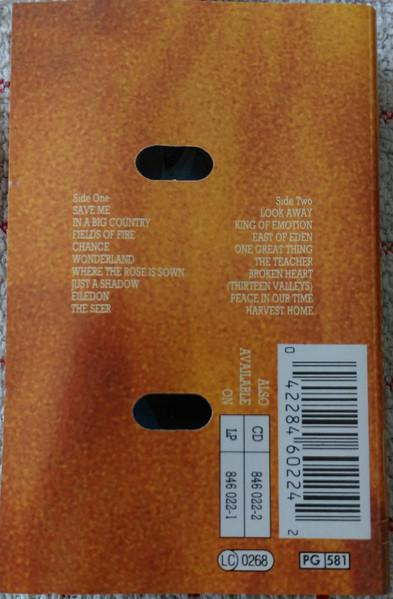 Side One
SAVE ME
IN A BIG COUNTRY
FIELDS OF FIRE
CHANCE
WONDERLAND
WHERE THE ROSE IS SOWN
JUST A SHADOW
EILEDON
THE SEER
Side Two
LOOK AWAY
KING OF EMOTION
EAST OF EDEN
ONE GREAT THING
THE TEACHER
BROKEN HEART
(THIRTEEN VALLEYS)
PEACE IN OUR TIME
HARVEST HOME
ALSO
AVAILABLE
ON
CD 846 022-2
LP 846 022-1
0 42284 60224 2
LC 0268
PG 581